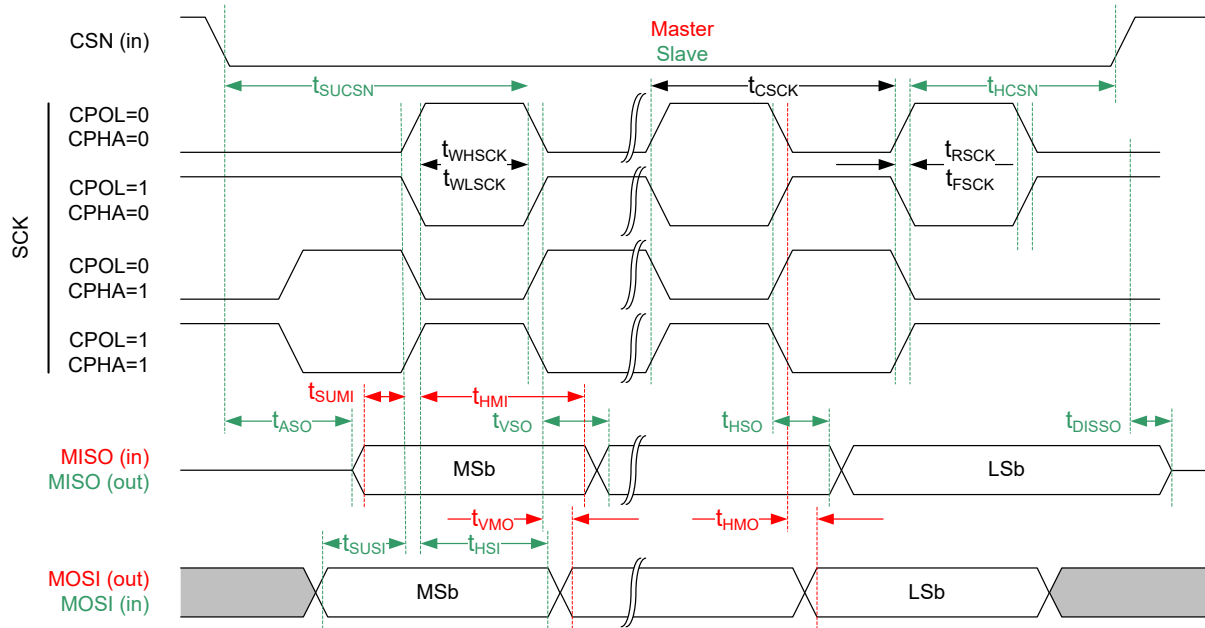 CSN (in)
Master
Slave
tSUCSN
tCSCK
tHCSN
SCK
CPOL=0
CPHA=0
tWHSCK
tWLSCK
tRSCK
tFSCK
CPOL=1
CPHA=0
CPOL=0
CPHA=1
CPOL=1
CPHA=1
tSUMI
tHMI
tASO
tVSO
tHSO
tDISSO
MISO (in)
MISO (out)
MSb
LSb
tVMO
tHMO
tSUSI
tHSI
MOSI (out)
MOSI (in)
MSb
LSb